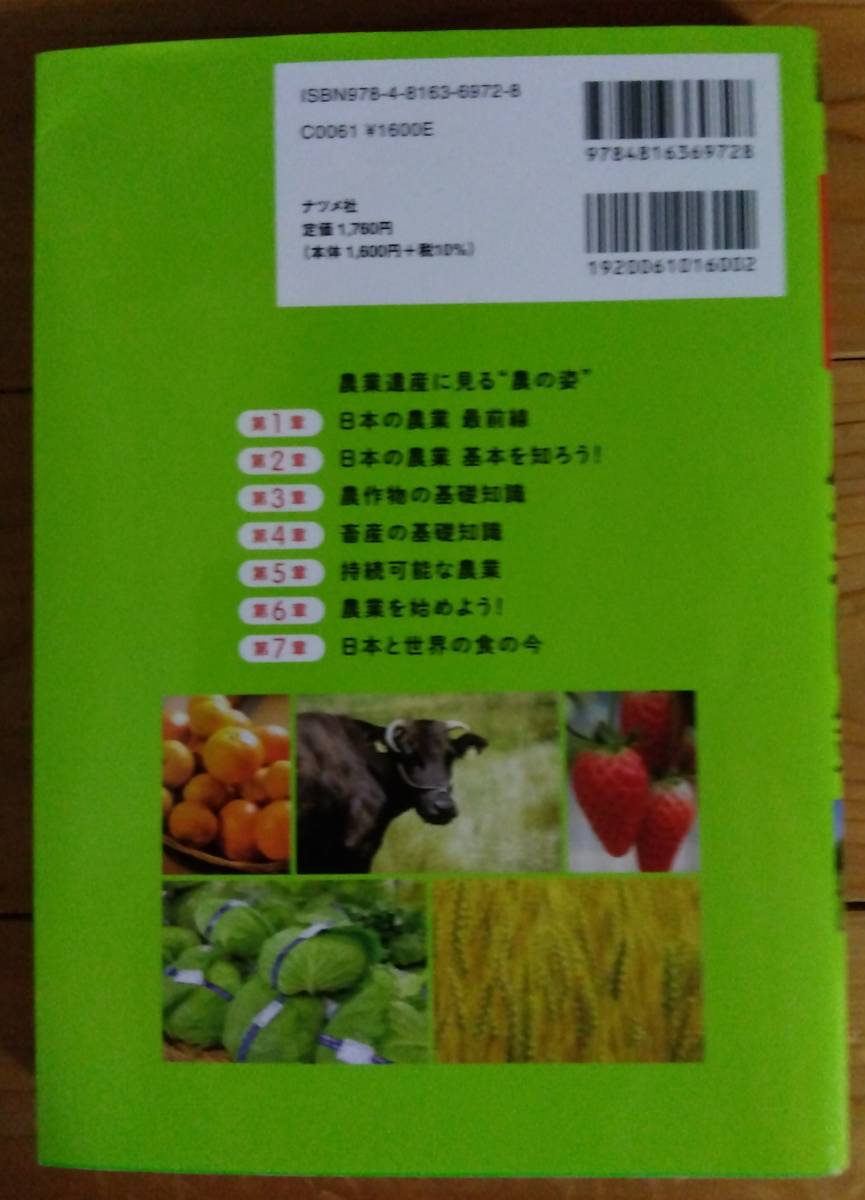 ISBN978-4-8163-6972-8
C0061 ¥1600E
9784816369728
ナツメ社
定価 1,760円
(本体 1,600円+税10%)
1920061016002
農業遺産に見る“農の姿”
第1章 日本の農業 最前線
第2章 日本の農業 基本を知ろう!
第3章 農作物の基礎知識
第4章 畜産の基礎知識
第5章 持続可能な農業
第6章 農業を始めよう!
第7章 日本と世界の食の今